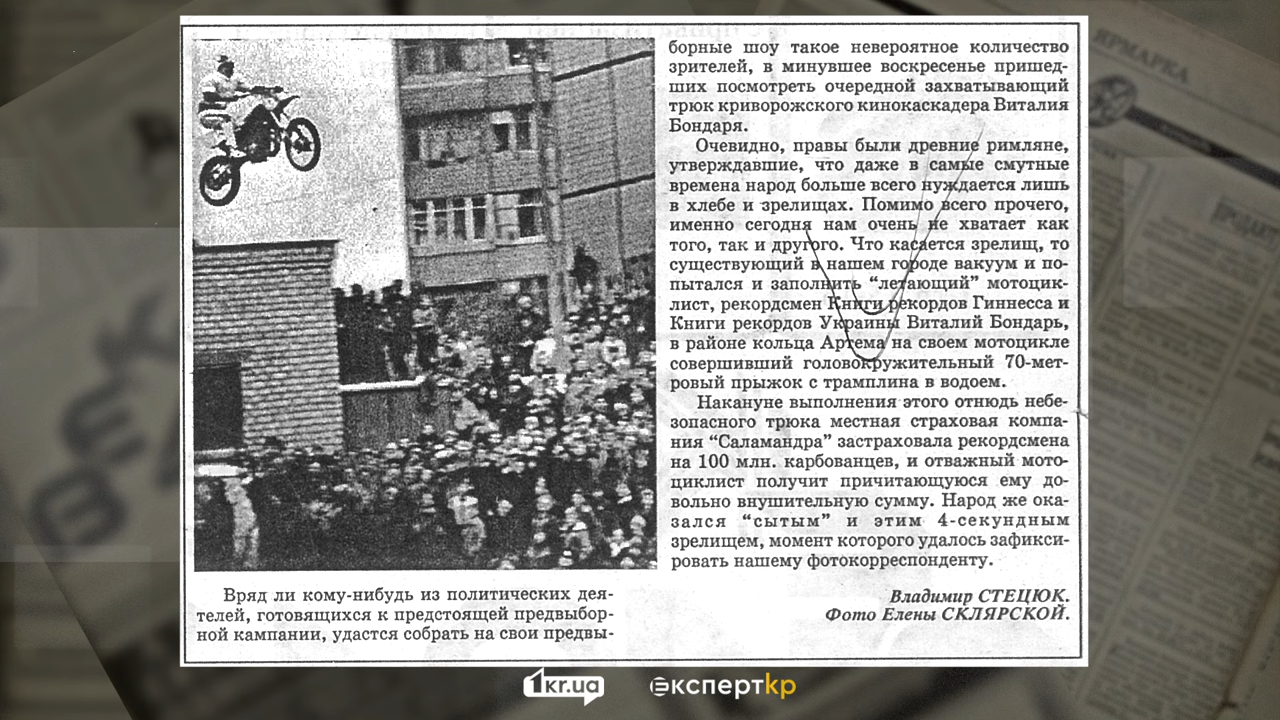 Вряд ли кому-нибудь из политических дея-
телей, готовящихся к предстоящей предвыбор-
ной кампании, удастся собрать на свои предвы-
борные шоу такое невероятное количество
зрителей, в минувшее воскресенье пришед-
ших посмотреть очередной захватывающий
трюк криворожского кинокаскадера Виталия
Бондаря.
Очевидно, правы были древние римляне,
утверждавшие, что даже в самые смутные
времена народ больше всего нуждается лишь
в хлебе и зрелищах. Помимо всего прочего,
именно сегодня нам очень не хватает как
того, так и другого. Что касается зрелищ, то
существующий в нашем городе вакуум и по-
пытался и заполнить “летающий” мотоцик-
лист, рекордсмен Книги рекордов Гиннесса и
Книги рекордов Украины Виталий Бондарь,
в районе кольца Артема на своем мотоцикле
совершивший головокружительный 70-мет-
ровый прыжок с трамплина в водоем.
Накануне выполнения этого отнюдь небе-
зопасного трюка местная страховая компа-
ния “Саламандра” застраховала рекордсмена
на 100 млн. карбованцев, и отважный мото-
циклист получит причитающуюся ему до-
вольно внушительную сумму. Народ же ока-
зался “сытым” и этим 4-секундным
зрелищем, момент которого удалось зафикси-
ровать нашему фотокорреспонденту.
Владимир СТЕЦЮК.
Фото Елены СКЛЯРСКОЙ.
ЯРМАРКА
1kr.ua
экспертkp